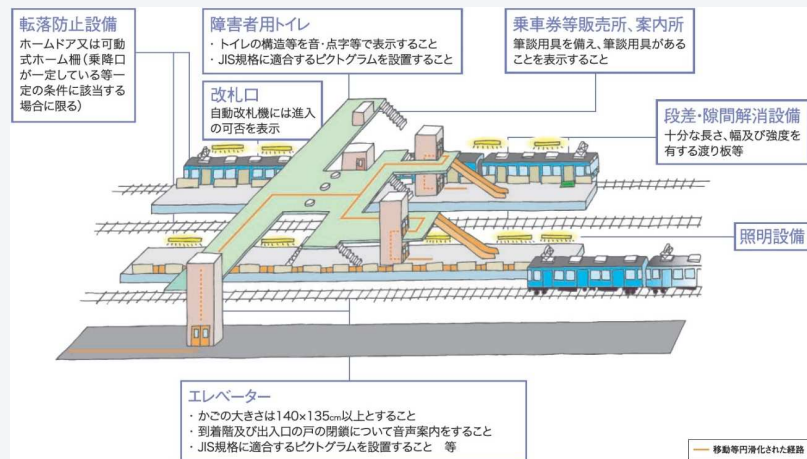 転落防止設備
ホームドア又は可動
式ホーム柵(乗降口
が一定している等一
定の条件に該当する
場合に限る)
障害者用トイレ
・トイレの構造等を音・点字等で表示すること
・JIS規格に適合するピクトグラムを設置すること
改札口
自動改札機には進入
の可否を表示
乗車券等販売所、案内所
筆談用具を備え、筆談用具がある
ことを表示すること
段差・隙間解消設備
十分な長さ、幅及び強度を
有する渡り板等
照明設備
エレベーター
・かごの大きさは140×135cm以上とすること
・到着階及び出入口の戸の閉鎖について音声案内をすること
・JIS規格に適合するピクトグラムを設置すること 等
移動等円滑化された経路